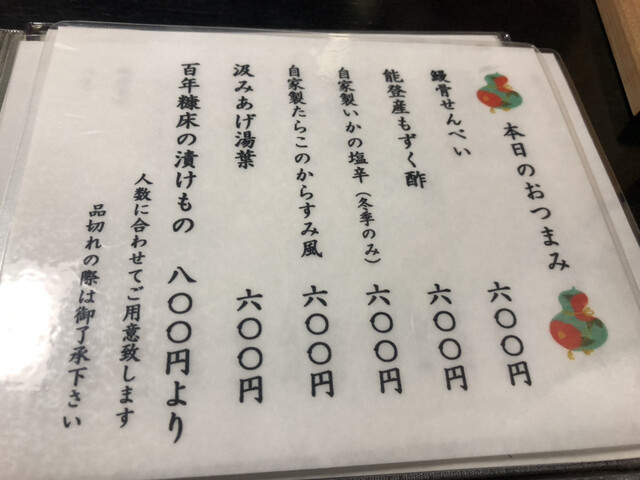 本日のおつまみ
鰻骨せんべい 六〇〇円
能登産もずく酢 六〇〇円
自家製いかの塩辛(冬季のみ) 六〇〇円
自家製たらこのからすみ風 六〇〇円
汲みあげ湯葉 六〇〇円
百年糠床の漬けもの 八〇〇円より
人数に合わせてご用意致します
品切れの際は御了承下さい